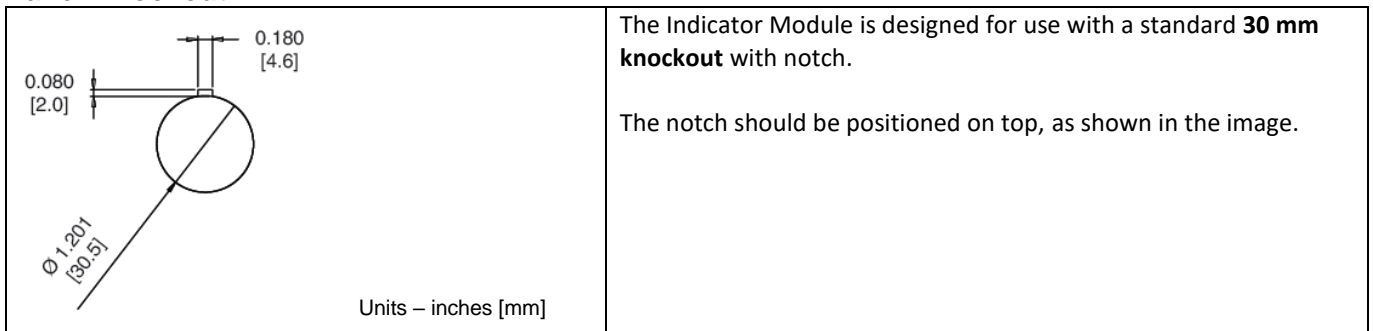 0.180
[4.6]
0.080
[2.0]
Ø 1.201
[30.5]
Units – inches [mm]
The Indicator Module is designed for use with a standard 30 mm
knockout with notch.
The notch should be positioned on top, as shown in the image.